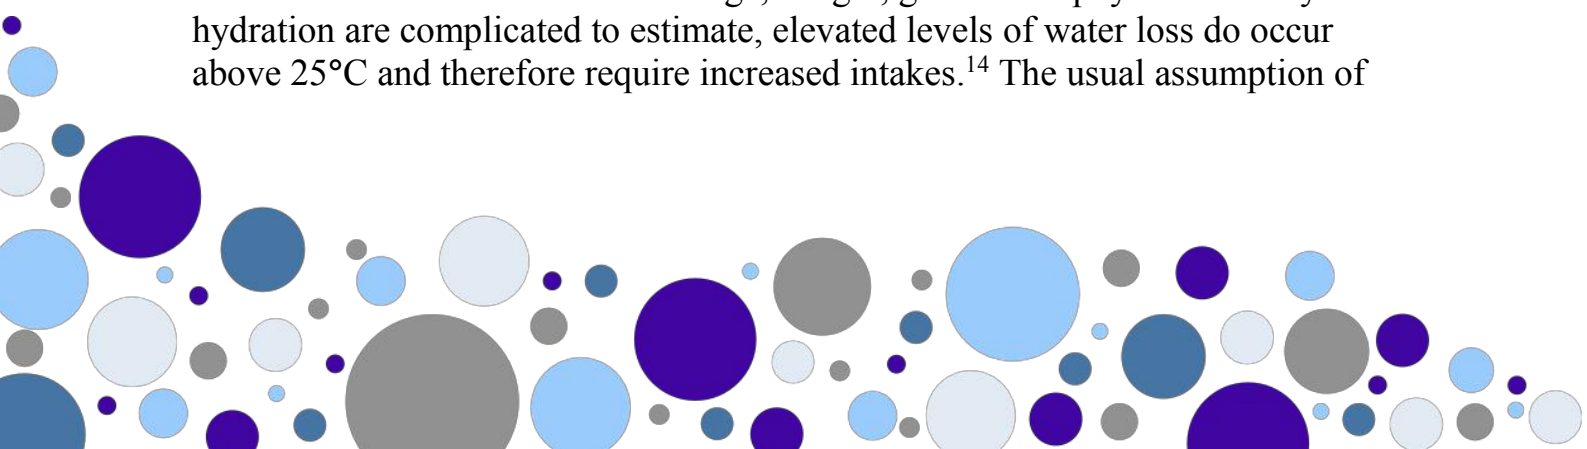 hydration are complicated to estimate, elevated levels of water loss do occur
above 25°C and therefore require increased intakes.¹⁴ The usual assumption of